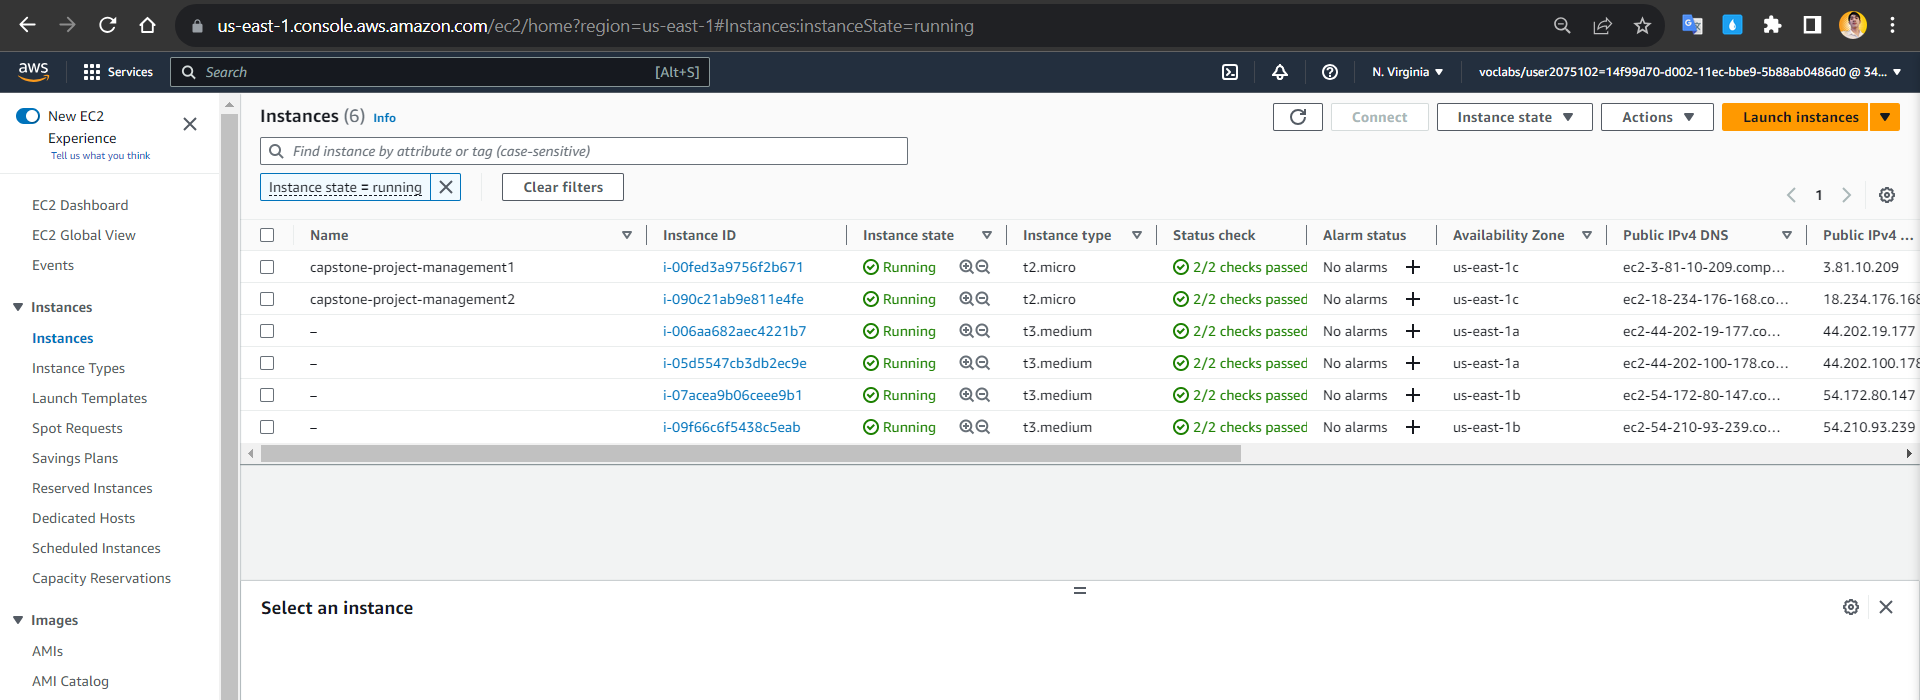 us-east-1.console.aws.amazon.com/ec2/home?region=us-east-1#Instances:instanceState=running
aws
Services
Search
[Alt+S]
N. Virginia
voclabs/user2075102=14f99d70-d002-11ec-bbe9-5b88ab0486d0 @ 34...
New EC2
Experience
Tell us what you think
EC2 Dashboard
EC2 Global View
Events
Instances
Instances
Instance Types
Launch Templates
Spot Requests
Savings Plans
Reserved Instances
Dedicated Hosts
Scheduled Instances
Capacity Reservations
Images
AMIs
AMI Catalog
Instances (6) Info
Connect
Instance state
Actions
Launch instances
Find instance by attribute or tag (case-sensitive)
Instance state = running
Clear filters
1
Name Instance ID Instance state Instance type Status check Alarm status Availability Zone Public IPv4 DNS Public IPv4 ...
capstone-project-management1 i-00fed3a9756f2b671 Running t2.micro 2/2 checks passed No alarms + us-east-1c ec2-3-81-10-209.comp... 3.81.10.209
capstone-project-management2 i-090c21ab9e811e4fe Running t2.micro 2/2 checks passed No alarms + us-east-1c ec2-18-234-176-168.co... 18.234.176.168
– i-006aa682aec4221b7 Running t3.medium 2/2 checks passed No alarms + us-east-1a ec2-44-202-19-177.co... 44.202.19.177
– i-05d5547cb3db2ec9e Running t3.medium 2/2 checks passed No alarms + us-east-1a ec2-44-202-100-178.co... 44.202.100.178
– i-07acea9b06ceee9b1 Running t3.medium 2/2 checks passed No alarms + us-east-1b ec2-54-172-80-147.co... 54.172.80.147
– i-09f66c6f5438c5eab Running t3.medium 2/2 checks passed No alarms + us-east-1b ec2-54-210-93-239.co... 54.210.93.239
Select an instance